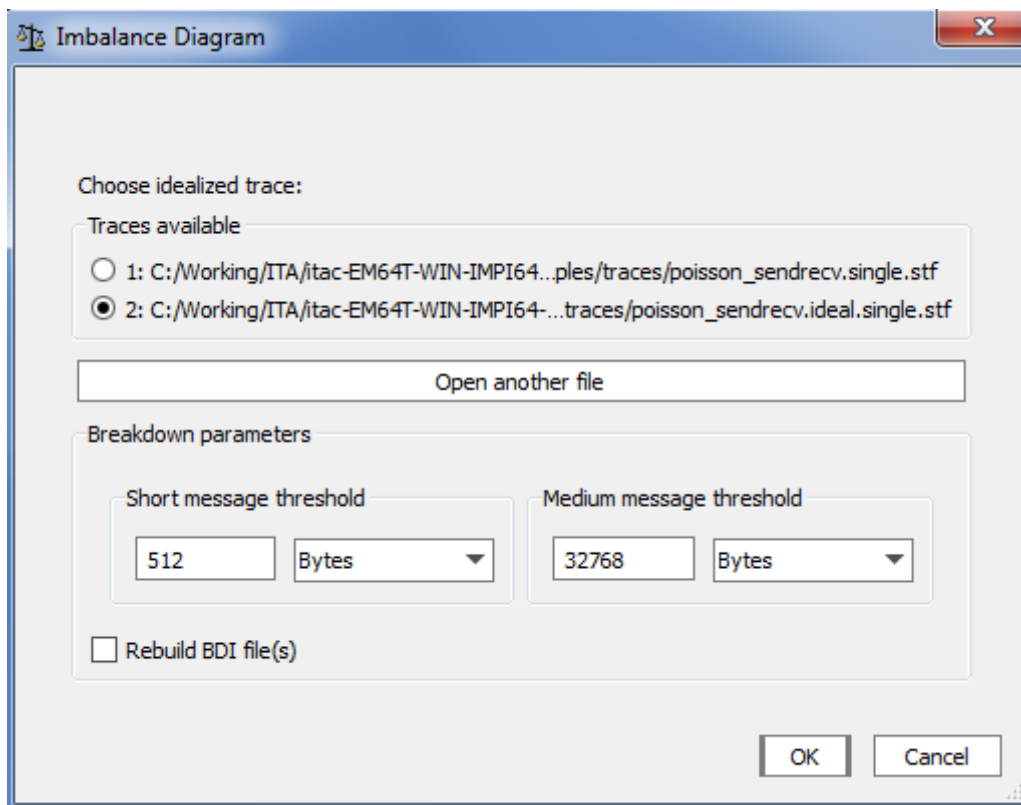 Imbalance Diagram
Choose idealized trace:
Traces available
1: C:/Working/ITA/itac-EM64T-WIN-IMPI64...ples/traces/poisson_sendrecv.single.stf
2: C:/Working/ITA/itac-EM64T-WIN-IMPI64-...traces/poisson_sendrecv.ideal.single.stf
Open another file
Breakdown parameters
Short message threshold
512 Bytes
Medium message threshold
32768 Bytes
Rebuild BDI file(s)
OK Cancel